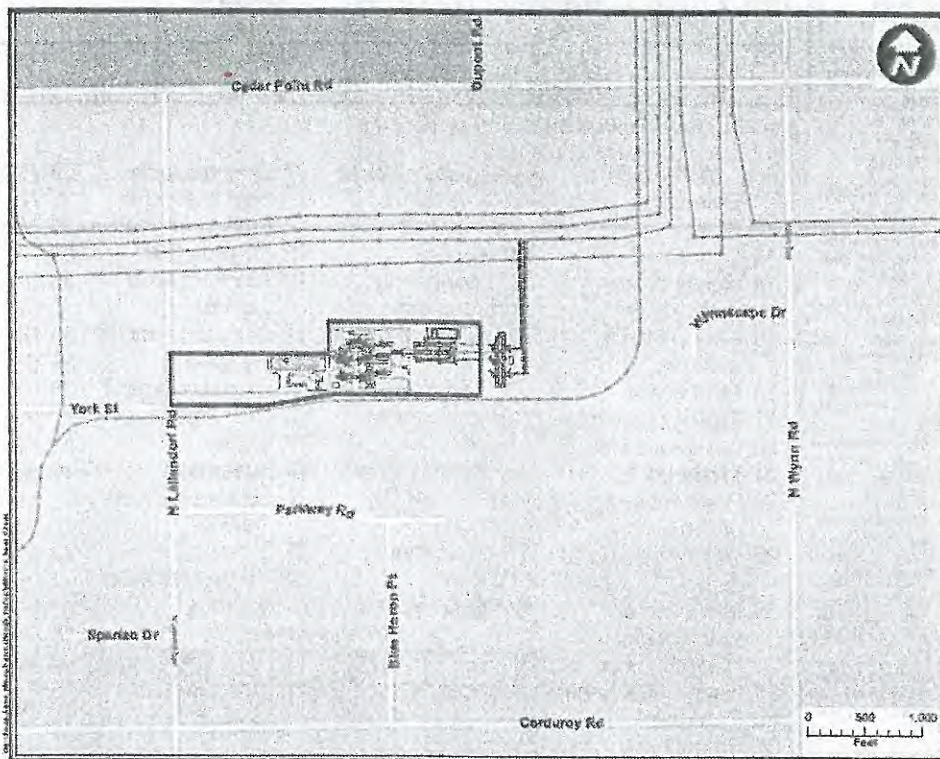 Cedar Point Rd
Dupont Rd
N
Wynnscape Dr
York St
N Lallendorf Rd
N Wynn Rd
Parkway Rd
Blue Heron Pt
Spartan Dr
Corduroy Rd
0 500 1,000
Feet